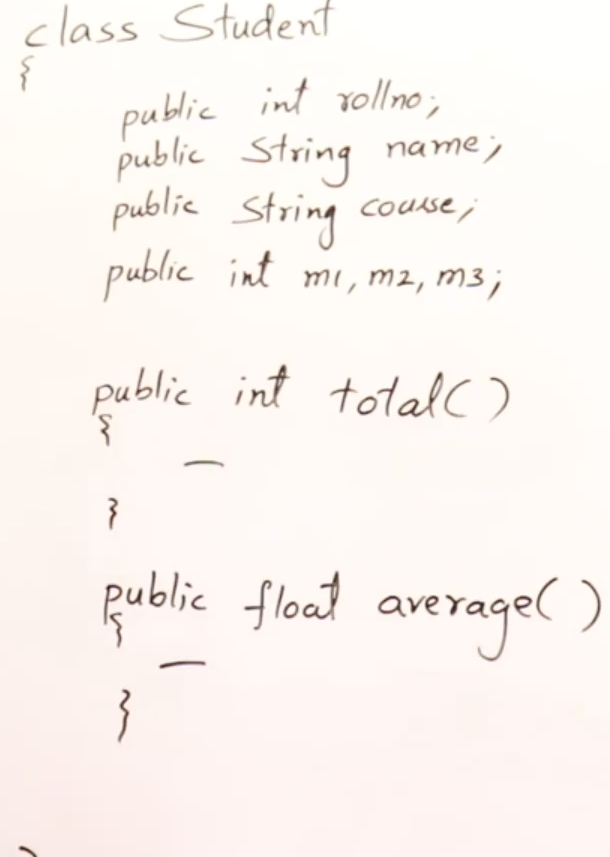 class Student
{
public int rollno;
public String name;
public String course;
public int m1, m2, m3;
public int total()
{
—
}
public float average()
{
—
}